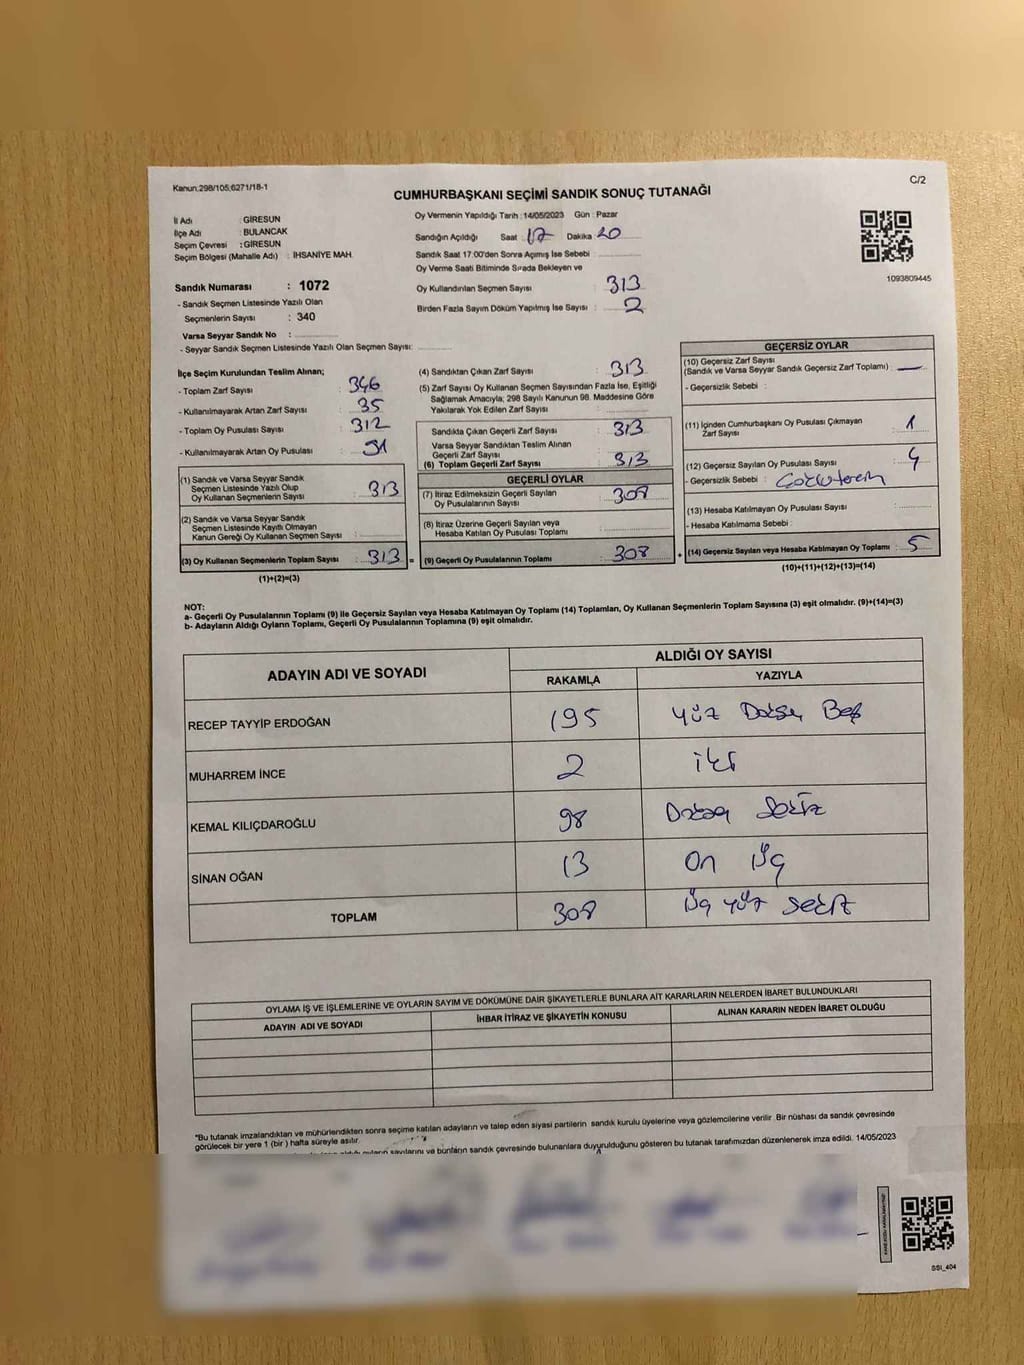 Kanun,298/105,6271/18-1
C/2
CUMHURBAŞKANI SEÇİMİ SANDIK SONUÇ TUTANAĞI
İl Adı : GİRESUN
İlçe Adı : BULANCAK
Seçim Çevresi : GİRESUN
Seçim Bölgesi (Mahalle Adı) : İHSANİYE MAH.
Sandık Numarası : 1072
- Sandık Seçmen Listesinde Yazılı Olan
Seçmenlerin Sayısı : 340
Varsa Seyyar Sandık No :
- Seyyar Sandık Seçmen Listesinde Yazılı Olan Seçmen Sayısı:
Oy Vermenin Yapıldığı Tarih :14/05/2023 Gün : Pazar
Sandığın Açıldığı Saat : 17 Dakika 20
Sandık Saat 17:00'den Sonra Açımış İse Sebebi :
Oy Verme Saati Bitiminde Sırada Bekleyen ve
Oy Kullandırılan Seçmen Sayısı : 313
Birden Fazla Sayım Döküm Yapılmış İse Sayısı : 2
1093809445
İlçe Seçim Kurulundan Teslim Alınan;
- Toplam Zarf Sayısı : 346
- Kullanılmayarak Artan Zarf Sayısı : 35
- Toplam Oy Pusulası Sayısı : 312
- Kullanılmayarak Artan Oy Pusulası :
(1) Sandık ve Varsa Seyyar Sandık
Seçmen Listesinde Yazılı Olup
Oy Kullanan Seçmenlerin Sayısı : 313
(2) Sandık ve Varsa Seyyar Sandık
Seçmen Listesinde Kayıtlı Olmayan
Kanun Gereği Oy Kullanan Seçmen Sayısı :
(3) Oy Kullanan Seçmenlerin Toplam Sayısı : 313 =
(1)+(2)=(3)
(4) Sandıktan Çıkan Zarf Sayısı : 313
(5) Zarf Sayısı Oy Kullanan Seçmen Sayısından Fazla İse, Eşitliği
Sağlamak Amacıyla; 298 Sayılı Kanunun 98. Maddesine Göre
Yakılarak Yok Edilen Zarf Sayısı :
Sandıkta Çıkan Geçerli Zarf Sayısı : 313
Varsa Seyyar Sandıktan Teslim Alınan
Geçerli Zarf Sayısı :
(6) Toplam Geçerli Zarf Sayısı : 313
GEÇERLİ OYLAR
(7) İtiraz Edilmeksizin Geçerli Sayılan
Oy Pusulalarının Sayısı : 308
(8) İtiraz Üzerine Geçerli Sayılan veya
Hesaba Katılan Oy Pusulası Toplamı :
(9) Geçerli Oy Pusulalarının Toplamı : 308 +
GEÇERSİZ OYLAR
(10) Geçersiz Zarf Sayısı
(Sandık ve Varsa Seyyar Sandık Geçersiz Zarf Toplamı) : —
- Geçersizlik Sebebi :
(11) İçinden Cumhurbaşkanı Oy Pusulası Çıkmayan
Zarf Sayısı : 1
(12) Geçersiz Sayılan Oy Pusulası Sayısı : 4
- Geçersizlik Sebebi :
(13) Hesaba Katılmayan Oy Pusulası Sayısı :
- Hesaba Katılmama Sebebi :
(14) Geçersiz Sayılan veya Hesaba Katılmayan Oy Toplamı : 5
(10)+(11)+(12)+(13)=(14)
NOT:
a- Geçerli Oy Pusulalarının Toplamı (9) ile Geçersiz Sayılan veya Hesaba Katılmayan Oy Toplamı (14) Toplamları, Oy Kullanan Seçmenlerin Toplam Sayısına (3) eşit olmalıdır. (9)+(14)=(3)
b- Adayların Aldığı Oyların Toplamı, Geçerli Oy Pusulalarının Toplamına (9) eşit olmalıdır.
ADAYIN ADI VE SOYADI
ALDIĞI OY SAYISI
RAKAMLA YAZIYLA
RECEP TAYYİP ERDOĞAN 195 yüz Doksan Beş
MUHARREM İNCE 2 iki
KEMAL KILIÇDAROĞLU 98 Doksan Sekiz
SİNAN OĞAN 13 On üç
TOPLAM 308 üç yüz sekiz
OYLAMA İŞ VE İŞLEMLERİNE VE OYLARIN SAYIM VE DÖKÜMÜNE DAİR ŞİKAYETLERLE BUNLARA AİT KARARLARIN NELERDEN İBARET BULUNDUKLARI
ADAYIN ADI VE SOYADI İHBAR İTİRAZ VE ŞİKAYETİN KONUSU ALINAN KARARIN NEDEN İBARET OLDUĞU
*Bu tutanak imzalandıktan ve mühürlendikten sonra seçime katılan adayların ve talep eden siyasi partilerin sandık kurulu üyelerine veya gözlemcilerine verilir .Bir nüshası da sandık çevresinde
görülecek bir yere 1 (bir ) hafta süreyle asılır.
oyların sayılarını ve bunların sandık çevresinde bulunanlara duyurulduğunu gösteren bu tutanak tarafımızdan düzenlenerek imza edildi. 14/05/2023
SSI_404